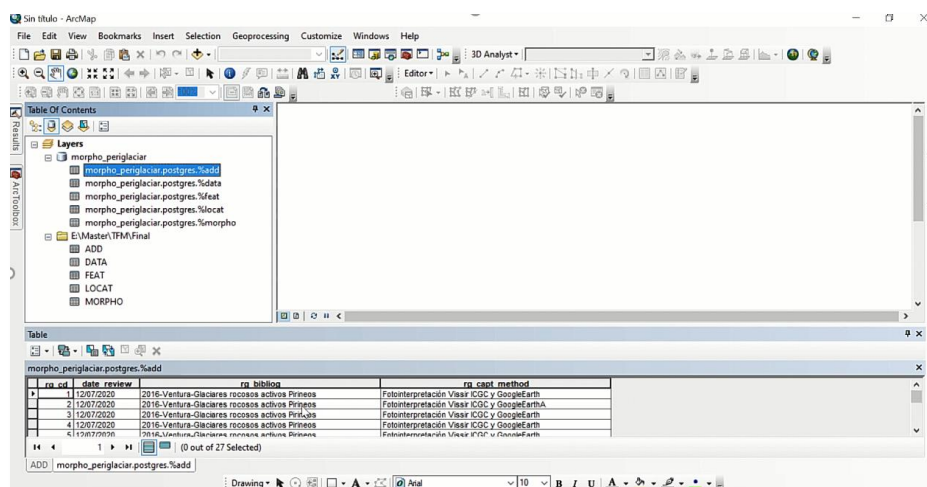 Sin título - ArcMap
File Edit View Bookmarks Insert Selection Geoprocessing Customize Windows Help
3D Analyst
Editor
Table Of Contents
Results
ArcToolbox
Layers
morpho_periglaciar
morpho_periglaciar.postgres.%add
morpho_periglaciar.postgres.%data
morpho_periglaciar.postgres.%feat
morpho_periglaciar.postgres.%locat
morpho_periglaciar.postgres.%morpho
E:\Master\TFM\Final
ADD
DATA
FEAT
LOCAT
MORPHO
Table
morpho_periglaciar.postgres.%add
rg_cd date_review rg_bibliog rg_capt_method
1 12/07/2020 2016-Ventura-Glaciares rocosos activos Pirineos Fotointerpretación Vissir ICGC y GoogleEarth
2 12/07/2020 2016-Ventura-Glaciares rocosos activos Pirineos Fotointerpretación Vissir ICGC y GoogleEarthA
3 12/07/2020 2016-Ventura-Glaciares rocosos activos Pirineos Fotointerpretación Vissir ICGC y GoogleEarth
4 12/07/2020 2016-Ventura-Glaciares rocosos activos Pirineos Fotointerpretación Vissir ICGC y GoogleEarth
5 12/07/2020 2016-Ventura-Glaciares rocosos activos Pirineos Fotointerpretación Vissir ICGC y GoogleEarth
1 (0 out of 27 Selected)
ADD morpho_periglaciar.postgres.%add
Drawing A Arial 10 B I U A